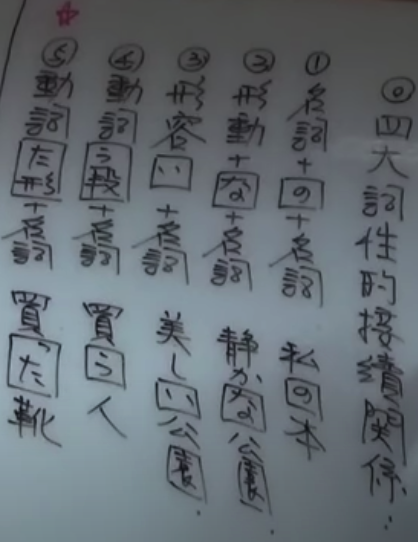 ◎四大詞性的接續關係:
①名詞+の+名詞 私の本
②形動+な+名詞 静かな公園.
③形容い+名詞 美しい公園.
④動詞う段+名詞 買う人
☆⑤動詞た形+名詞 買った靴